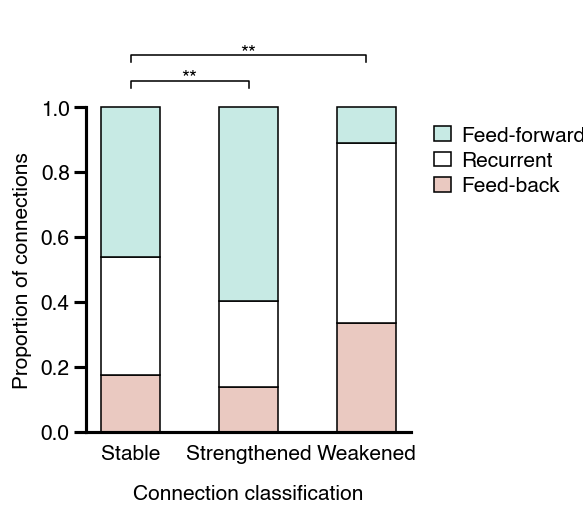 **
**
1.0
0.8
0.6
0.4
0.2
0.0
Proportion of connections
Stable Strengthened Weakened
Connection classification
Feed-forward
Recurrent
Feed-back